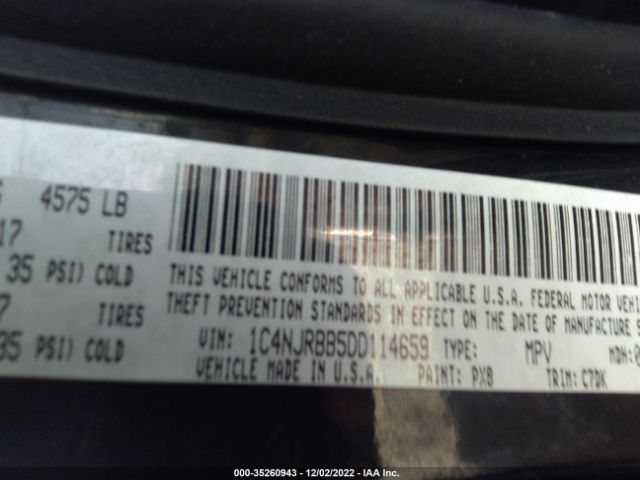 4575 LB
17 TIRES
35 PSI) COLD
7 TIRES
35 PSI) COLD
THIS VEHICLE CONFORMS TO ALL APPLICABLE U.S.A. FEDERAL MOTOR
THEFT PREVENTION STANDARDS IN EFFECT ON THE DATE OF MANUFACTURE
VIN: 1C4NJRBB5DD114659 TYPE: MPV MDH:
VEHICLE MADE IN U.S.A. PAINT: PX8 TRIM: C7DK
000-35260943 - 12/02/2022 - IAA Inc.